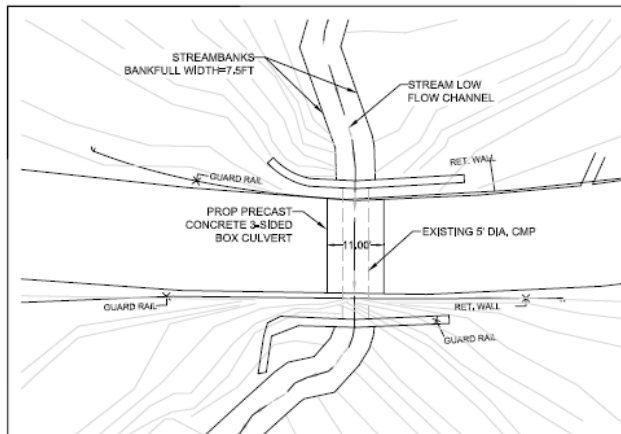 STREAMBANKS
BANKFULL WIDTH=7.5FT
STREAM LOW
FLOW CHANNEL
GUARD RAIL
RET. WALL
PROP PRECAST
CONCRETE 3-SIDED
BOX CULVERT
11.00'
EXISTING 5' DIA. CMP
GUARD RAIL
RET. WALL
GUARD RAIL